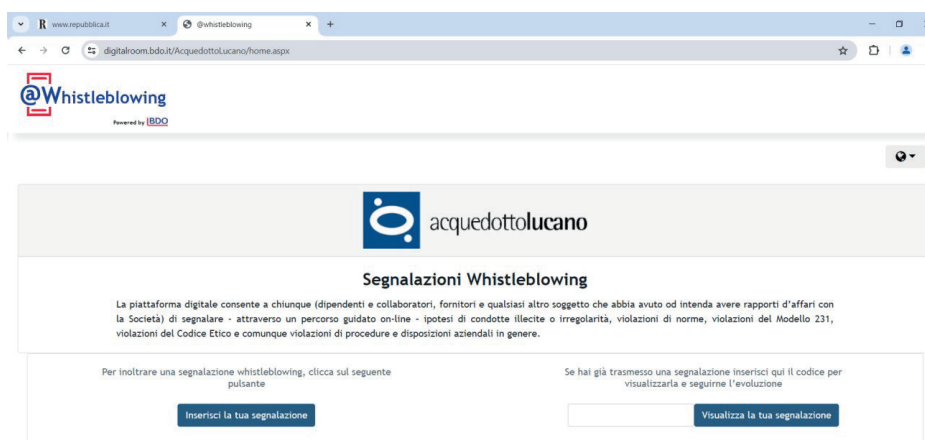 www.repubblica.it
@whistleblowing
digitalroom.bdo.it/AcquedottoLucano/home.aspx
@Whistleblowing
Powered by IBDO
acquedottolucano
Segnalazioni Whistleblowing
La piattaforma digitale consente a chiunque (dipendenti e collaboratori, fornitori e qualsiasi altro soggetto che abbia avuto od intenda avere rapporti d'affari con
la Società) di segnalare - attraverso un percorso guidato on-line - ipotesi di condotte illecite o irregolarità, violazioni di norme, violazioni del Modello 231,
violazioni del Codice Etico e comunque violazioni di procedure e disposizioni aziendali in genere.
Per inoltrare una segnalazione whistleblowing, clicca sul seguente
pulsante
Inserisci la tua segnalazione
Se hai già trasmesso una segnalazione inserisci qui il codice per
visualizzarla e seguirne l'evoluzione
Visualizza la tua segnalazione